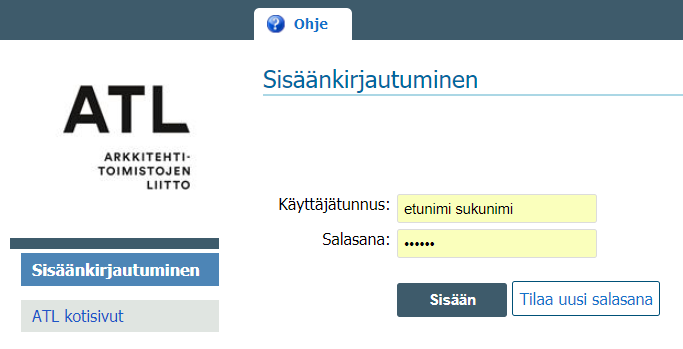 Ohje
ATL
ARKKITEHTI-
TOIMISTOJEN
LIITTO
Sisäänkirjautuminen
ATL kotisivut
Sisäänkirjautuminen
Käyttäjätunnus: etunimi sukunimi
Salasana: ••••••
Sisään Tilaa uusi salasana